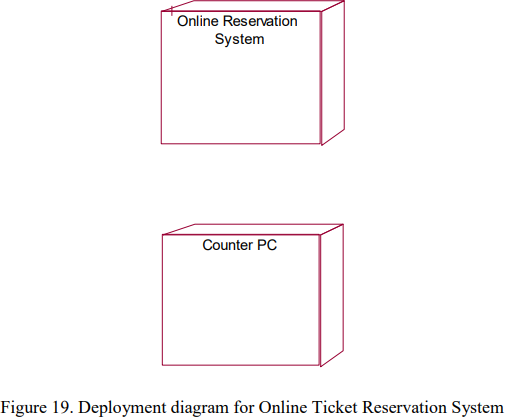 Online Reservation
System
Counter PC
Figure 19. Deployment diagram for Online Ticket Reservation System